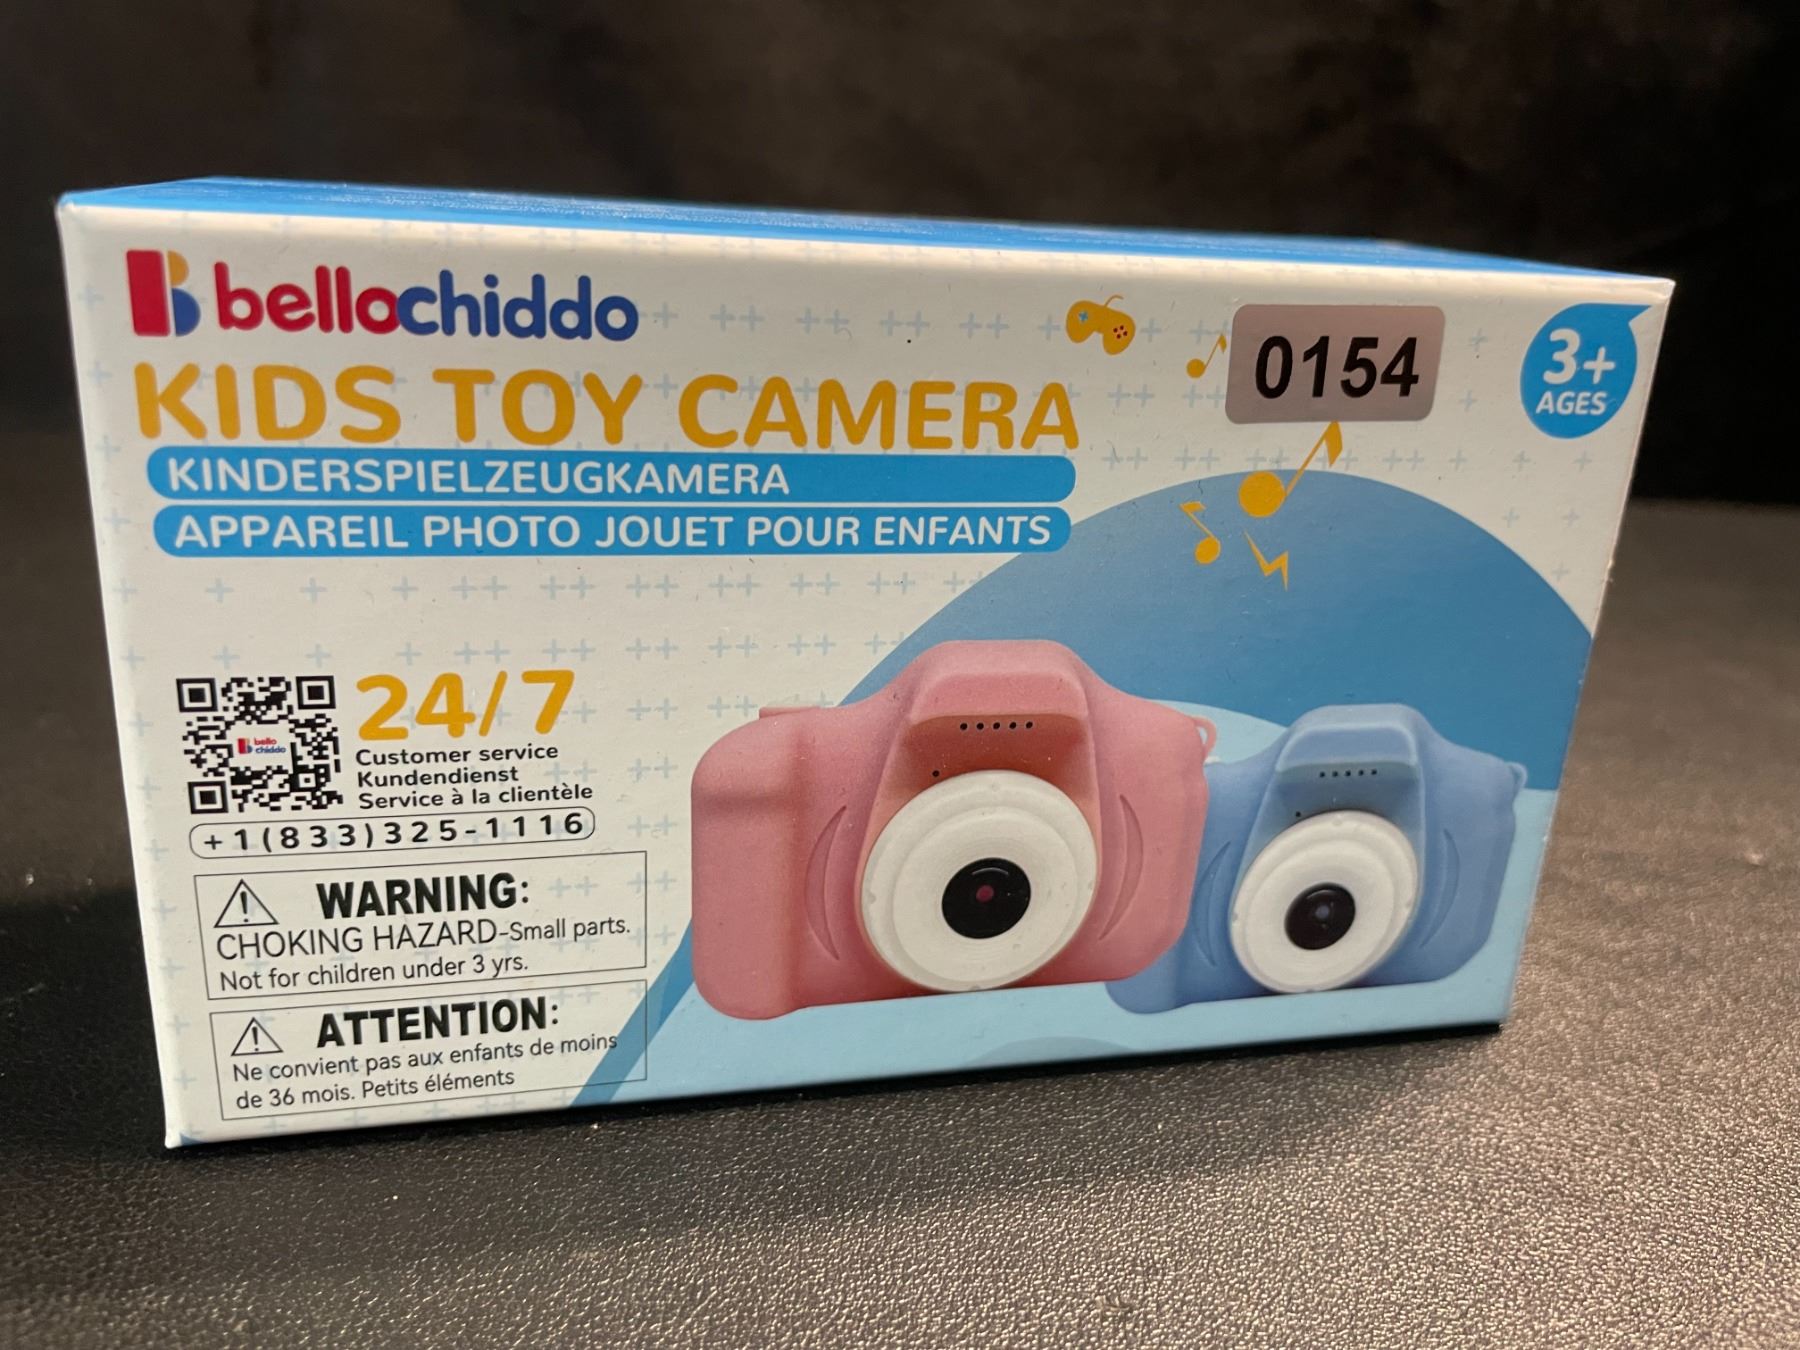 bellochiddo
KIDS TOY CAMERA
KINDERSPIELZEUGKAMERA
APPAREIL PHOTO JOUET POUR ENFANTS
0154
3+
AGES
bello
chiddo
24/7
Customer service
Kundendienst
Service à la clientèle
+1(833)325-1116
WARNING:
CHOKING HAZARD-Small parts.
Not for children under 3 yrs.
ATTENTION:
Ne convient pas aux enfants de moins
de 36 mois. Petits éléments